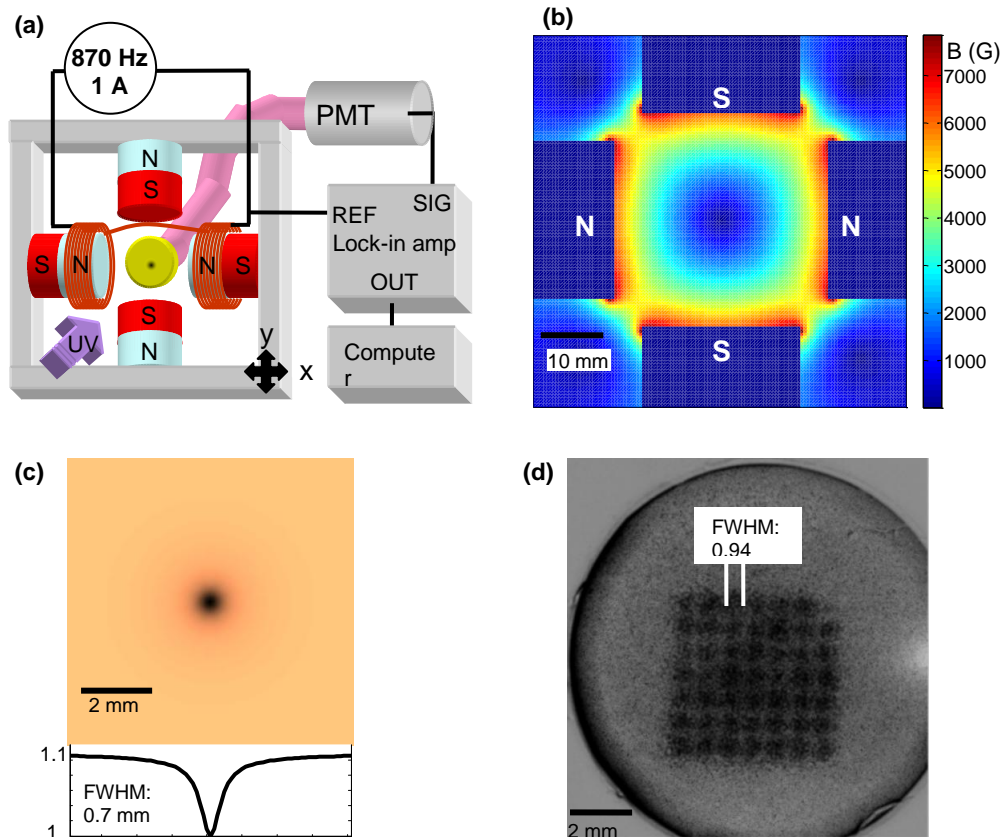 (a)
870 Hz
1 A
PMT
N
S
REF
SIG
Lock-in amp
OUT
S
N
N
S
S
N
UV
y
x
Compute
r
(b)
B (G)
7000
6000
5000
4000
3000
2000
1000
S
N
N
S
10 mm
(c)
2 mm
1.1
FWHM:
0.7 mm
1
(d)
FWHM:
0.94
2 mm